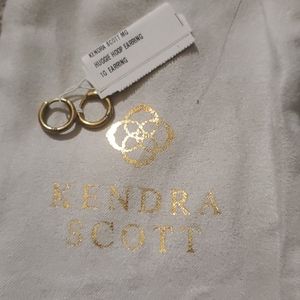 KENDRA SCOTT MG
HUGGIE HOOP EARRING
10 EARRING
KENDRA
SCOTT